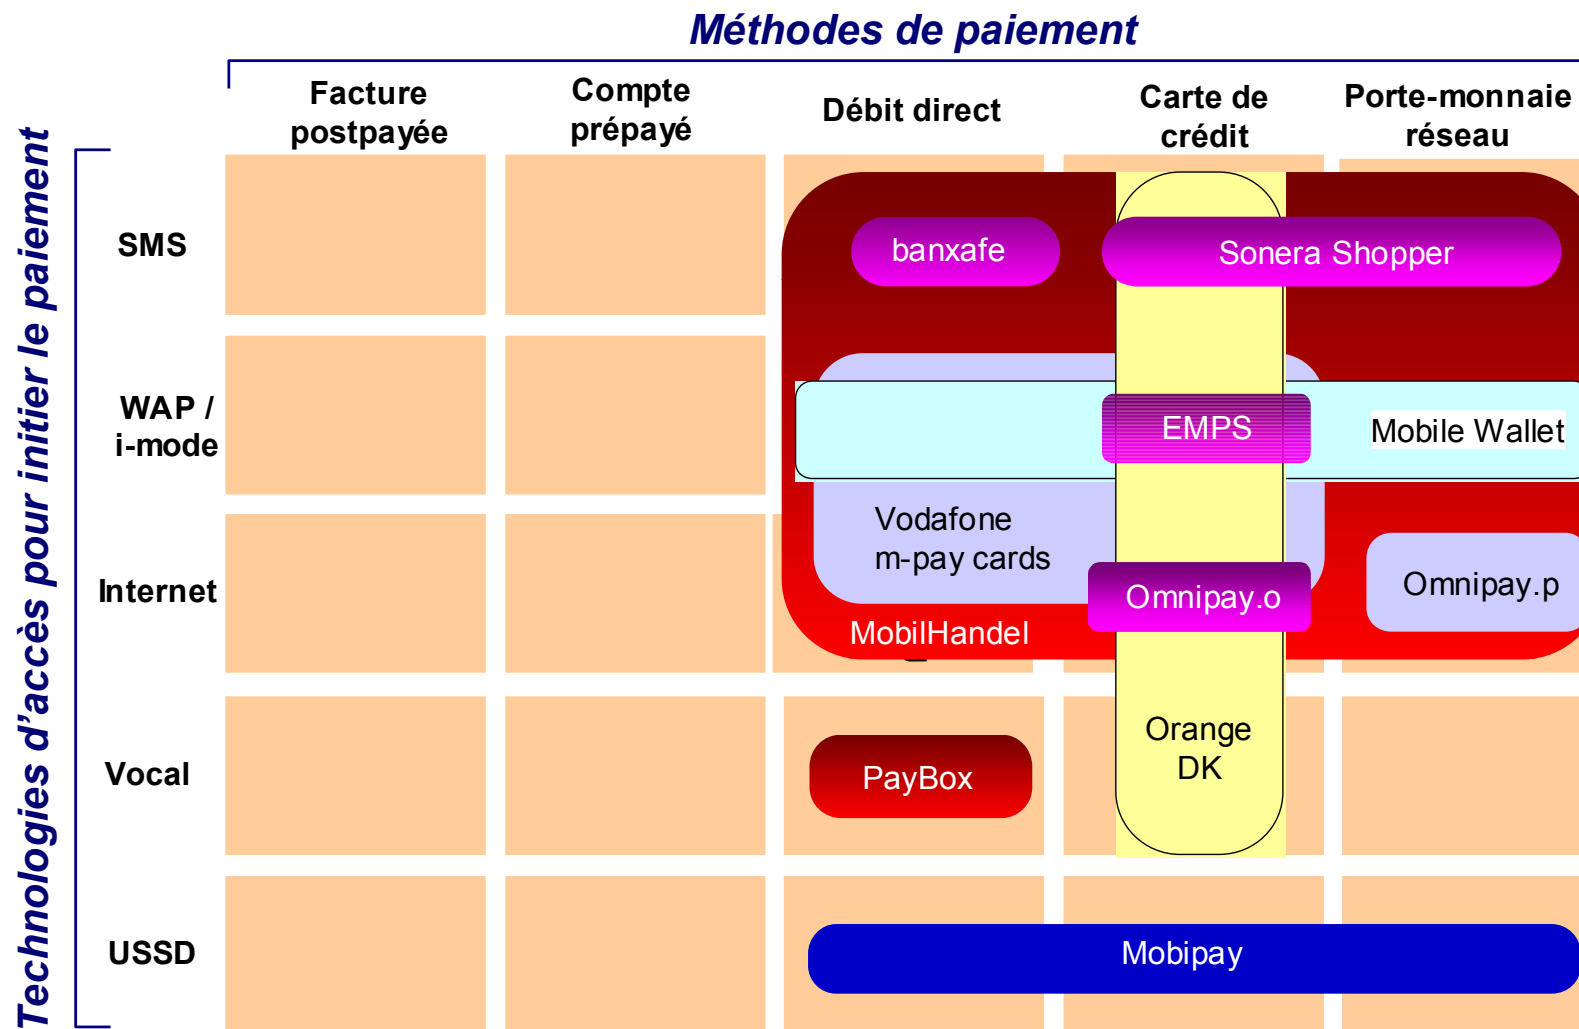 Méthodes de paiement
Facture
postpayée
Compte
prépayé
Débit direct
Carte de
crédit
Porte-monnaie
réseau
Technologies d’accès pour initier le paiement
SMS
banxafe
Sonera Shopper
WAP /
i-mode
EMPS
Mobile Wallet
Vodafone
m-pay cards
Internet
Omnipay.o
Omnipay.p
MobilHandel
Vocal
PayBox
Orange
DK
USSD
Mobipay